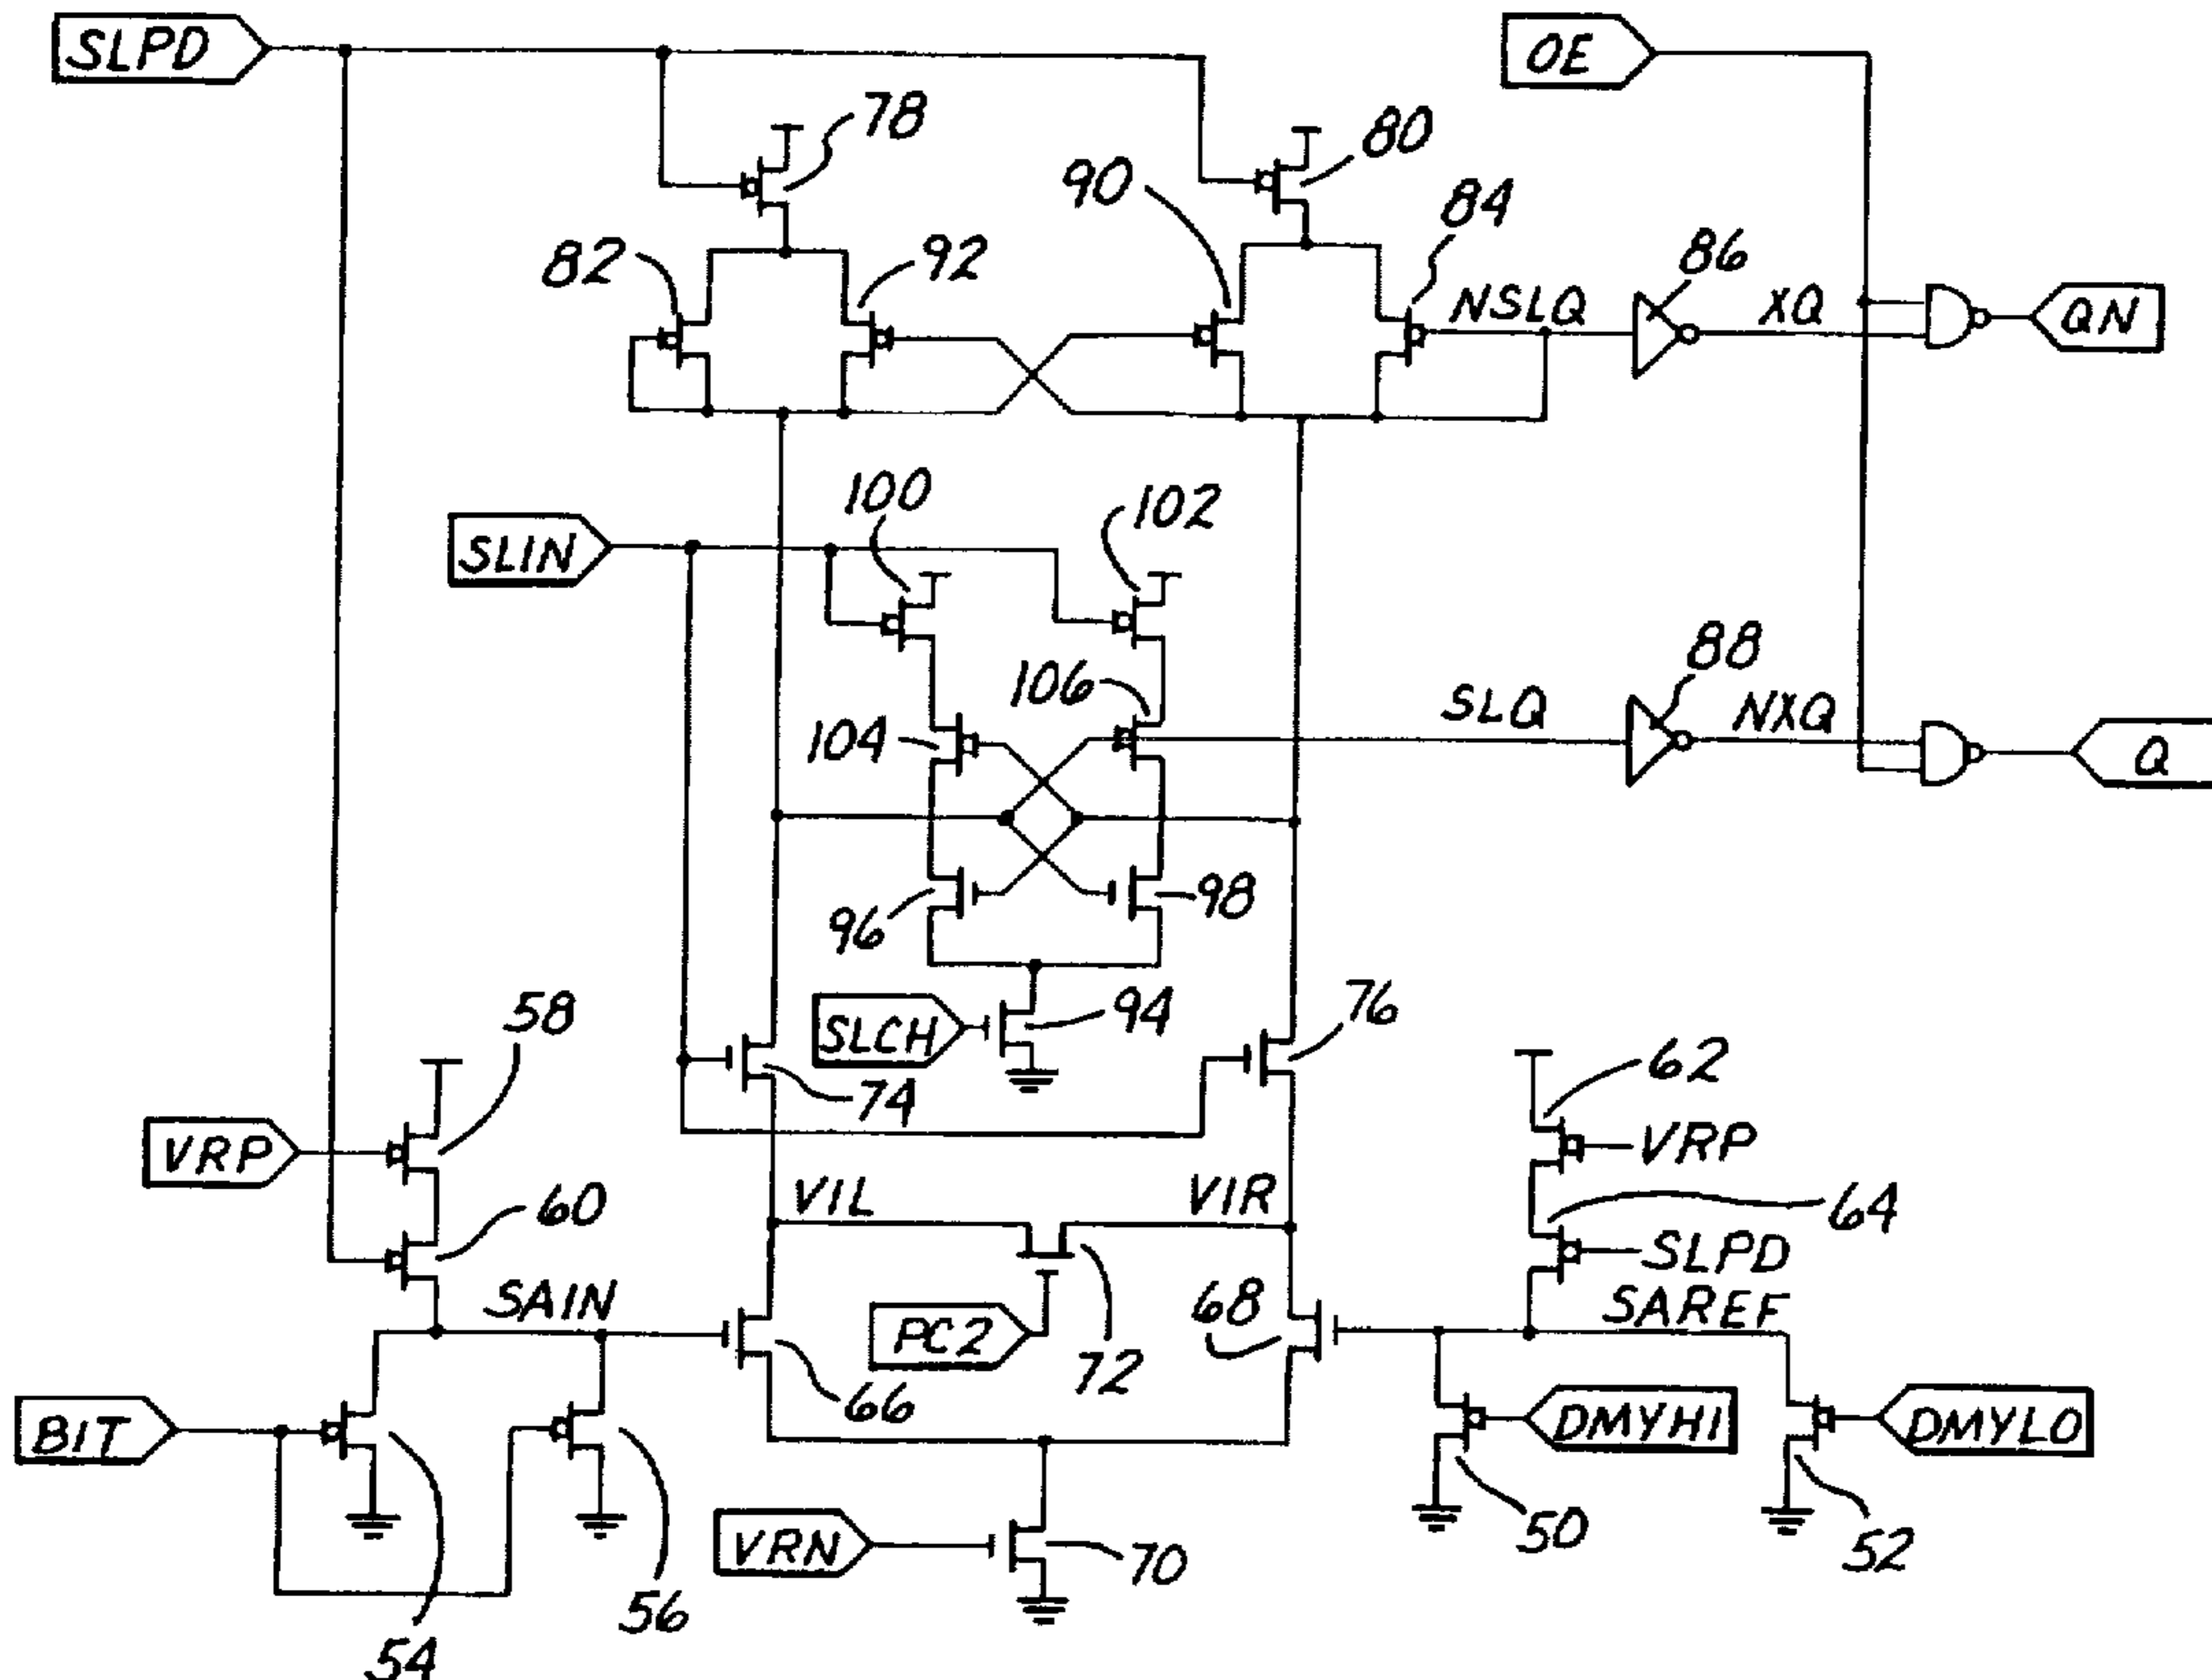 SLPD
OE
78
80
90
84
82
92
86
NSLQ
XQ
QN
100
102
SLIN
88
106
SLQ
NXQ
104
Q
96
98
58
94
76
SLCH
62
74
VRP
VRP
60
VIL
VIR
64
SLPD
SAIN
68
SAREF
PC2
72
66
BIT
DMYHI
DMYLO
VRN
70
50
52
56
54